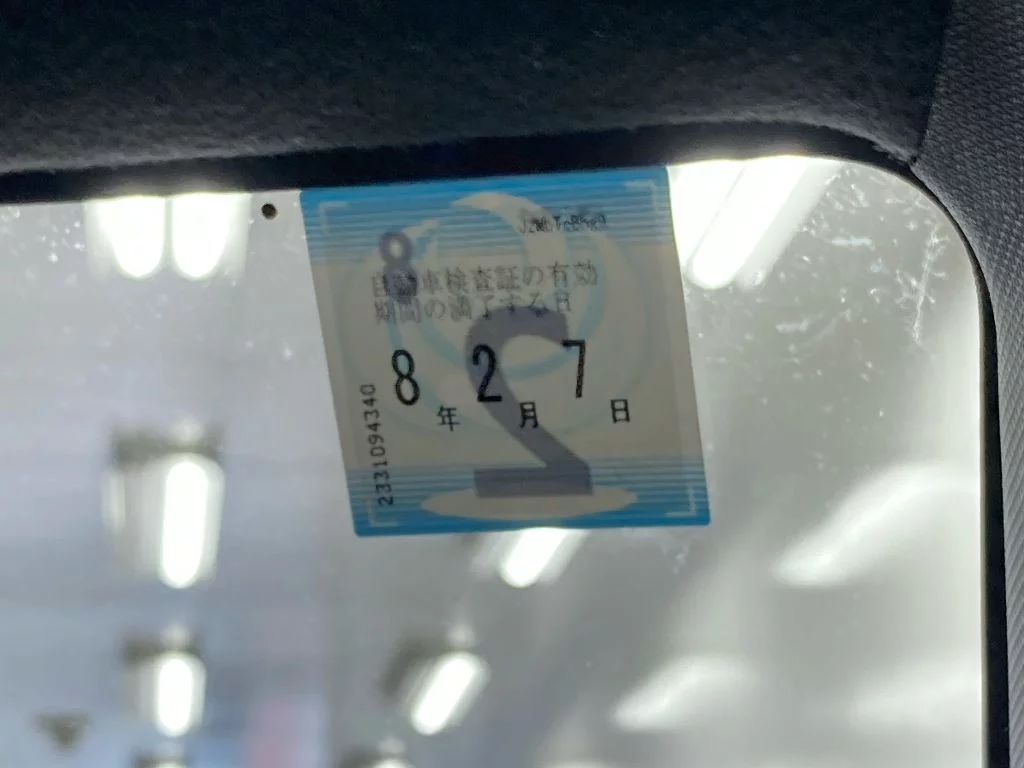 自動車検査証の有効
期間の満了する日
8年 2月 7日
2331094340